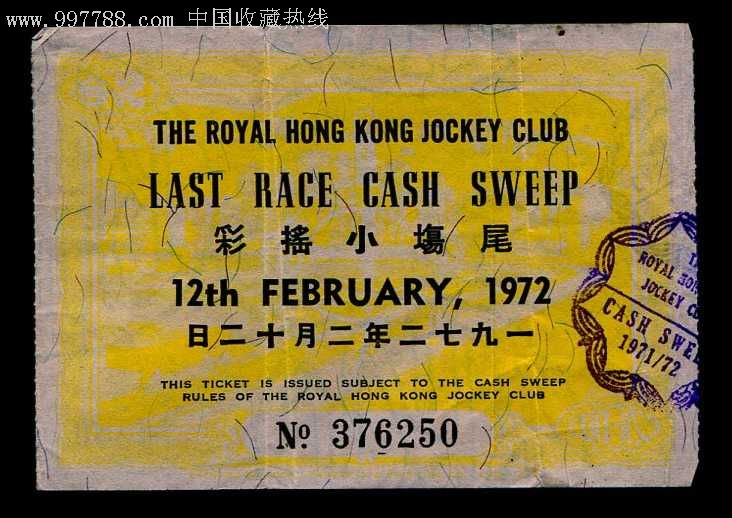 www.997788.com 中国收藏热线
THE ROYAL HONG KONG JOCKEY CLUB
LAST RACE CASH SWEEP
尾塲小搖彩
12th FEBRUARY, 1972
一九七二年二月十二日
THIS TICKET IS ISSUED SUBJECT TO THE CASH SWEEP
RULES OF THE ROYAL HONG KONG JOCKEY CLUB
Nº 376250
ROYAL
JOCKEY
CASH SWEE
1971/72